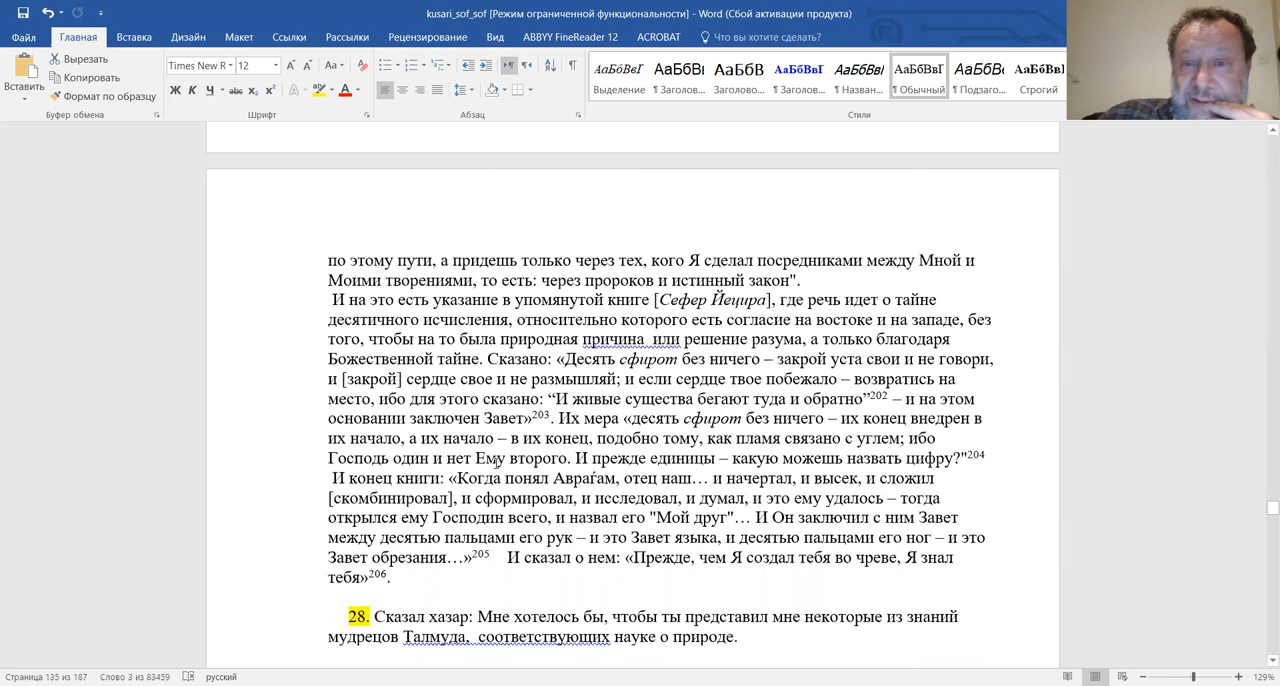 kusari_sof_sof [Режим ограниченной функциональности] - Word (Сбой активации продукта)
Файл Главная Вставка Дизайн Макет Ссылки Рассылки Рецензирование Вид ABBYY FineReader 12 ACROBAT Что вы хотите сделать?
Вставить
Вырезать
Копировать
Формат по образцу
Буфер обмена
Times New R 12
Ж К Ч abc x₂ x²
Шрифт
Абзац
АаБбВвГ АаБбВв АаБбВ АаБбВвГ АаБбВвІ АаБбВвГ АаБбВ АаБбВв
Выделение ¶ Заголов... Заголово... ¶ Заголов... ¶ Назван... ¶ Обычный ¶ Подзаго... Строгий
Стили
по этому пути, а придешь только через тех, кого Я сделал посредниками между Мной и
Моими творениями, то есть: через пророков и истинный закон".
И на это есть указание в упомянутой книге [Сефер Йецира], где речь идет о тайне
десятичного исчисления, относительно которого есть согласие на востоке и на западе, без
того, чтобы на то была природная причина или решение разума, а только благодаря
Божественной тайне. Сказано: «Десять сфирот без ничего – закрой уста свои и не говори,
и [закрой] сердце свое и не размышляй; и если сердце твое побежало – возвратись на
место, ибо для этого сказано: “И живые существа бегают туда и обратно”202 – и на этом
основании заключен Завет»203. Их мера «десять сфирот без ничего – их конец внедрен в
их начало, а их начало – в их конец, подобно тому, как пламя связано с углем; ибо
Господь один и нет Ему второго. И прежде единицы – какую можешь назвать цифру?"204
И конец книги: «Когда понял Авраѓам, отец наш… и начертал, и высек, и сложил
[скомбинировал], и сформировал, и исследовал, и думал, и это ему удалось – тогда
открылся ему Господин всего, и назвал его "Мой друг"… И Он заключил с ним Завет
между десятью пальцами его рук – и это Завет языка, и десятью пальцами его ног – и это
Завет обрезания…»205 И сказал о нем: «Прежде, чем Я создал тебя во чреве, Я знал
тебя»206.
28. Сказал хазар: Мне хотелось бы, чтобы ты представил мне некоторые из знаний
мудрецов Талмуда, соответствующих науке о природе.
Страница 135 из 187 Слово 3 из 83459 русский 129%